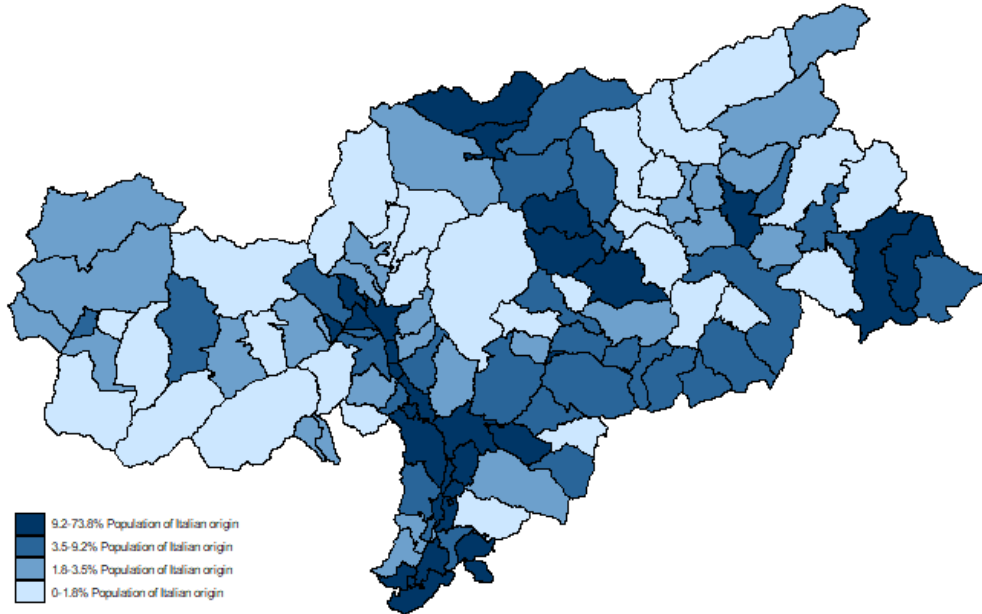 9.2-73.8% Population of Italian origin
3.5-9.2% Population of Italian origin
1.8-3.5% Population of Italian origin
0-1.8% Population of Italian origin